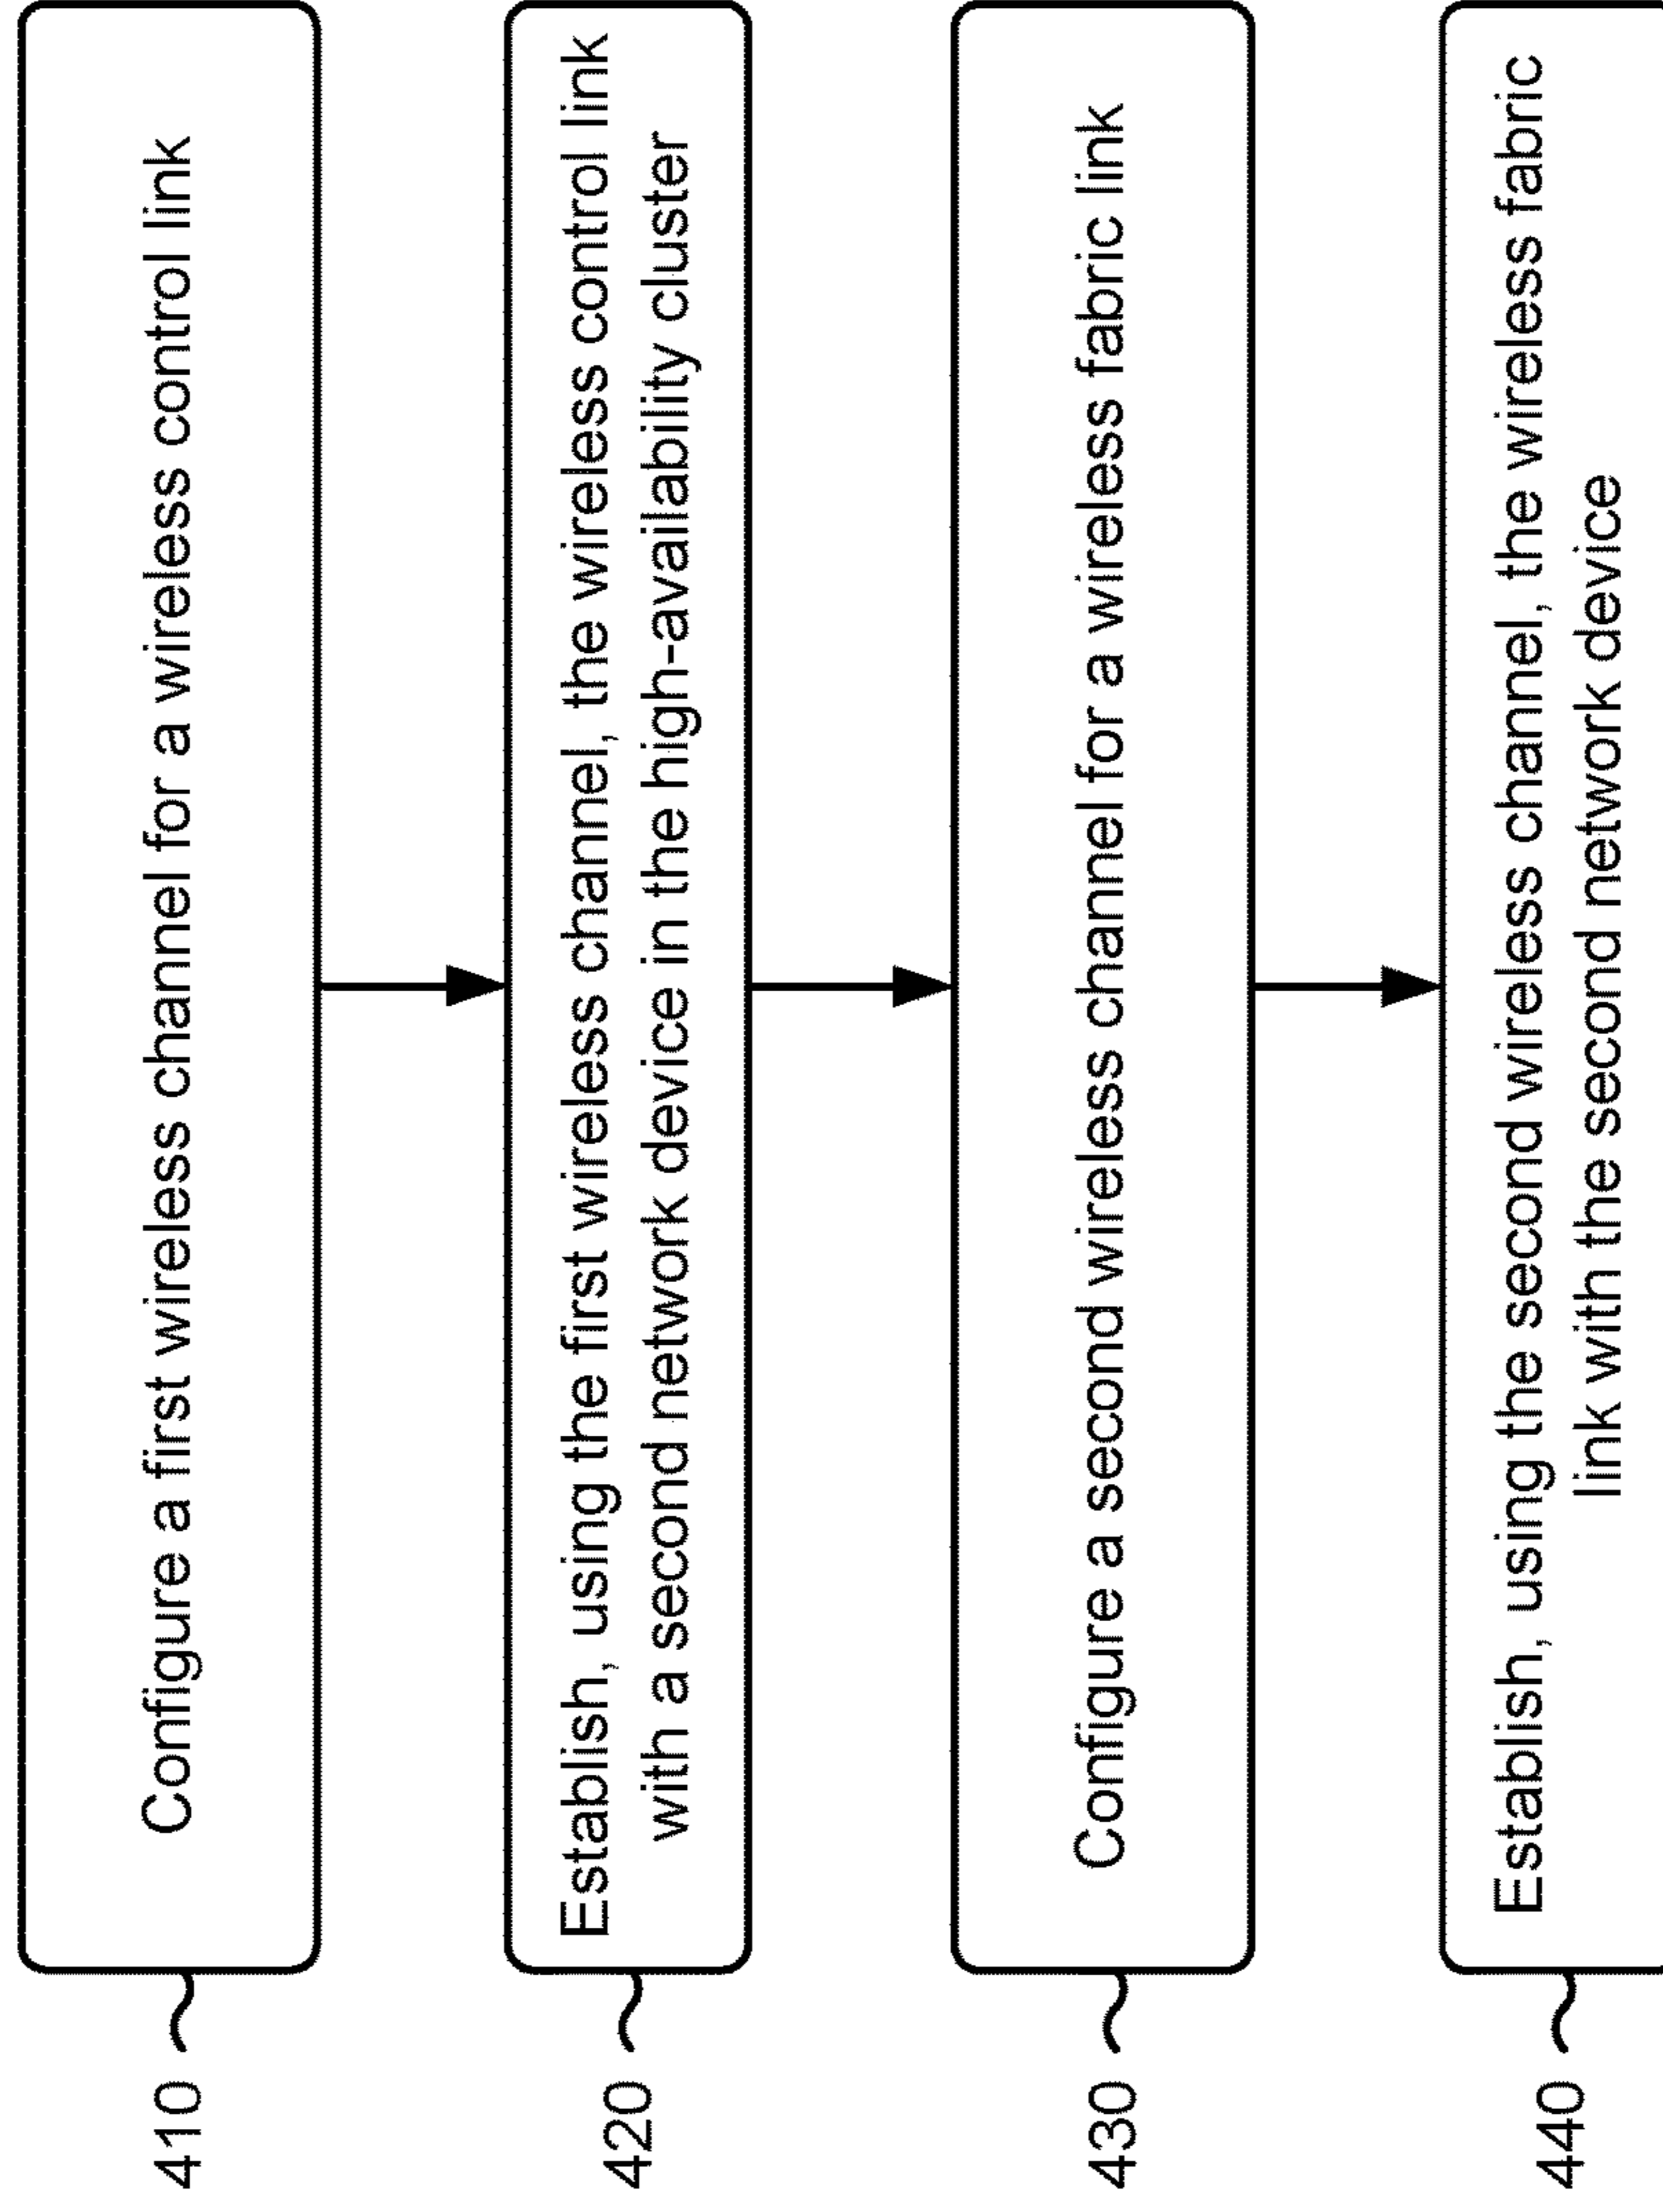 410
Configure a first wireless channel for a wireless control link
420
Establish, using the first wireless channel, the wireless control link
with a second network device in the high-availability cluster
430
Configure a second wireless channel for a wireless fabric link
440
Establish, using the second wireless channel, the wireless fabric
link with the second network device